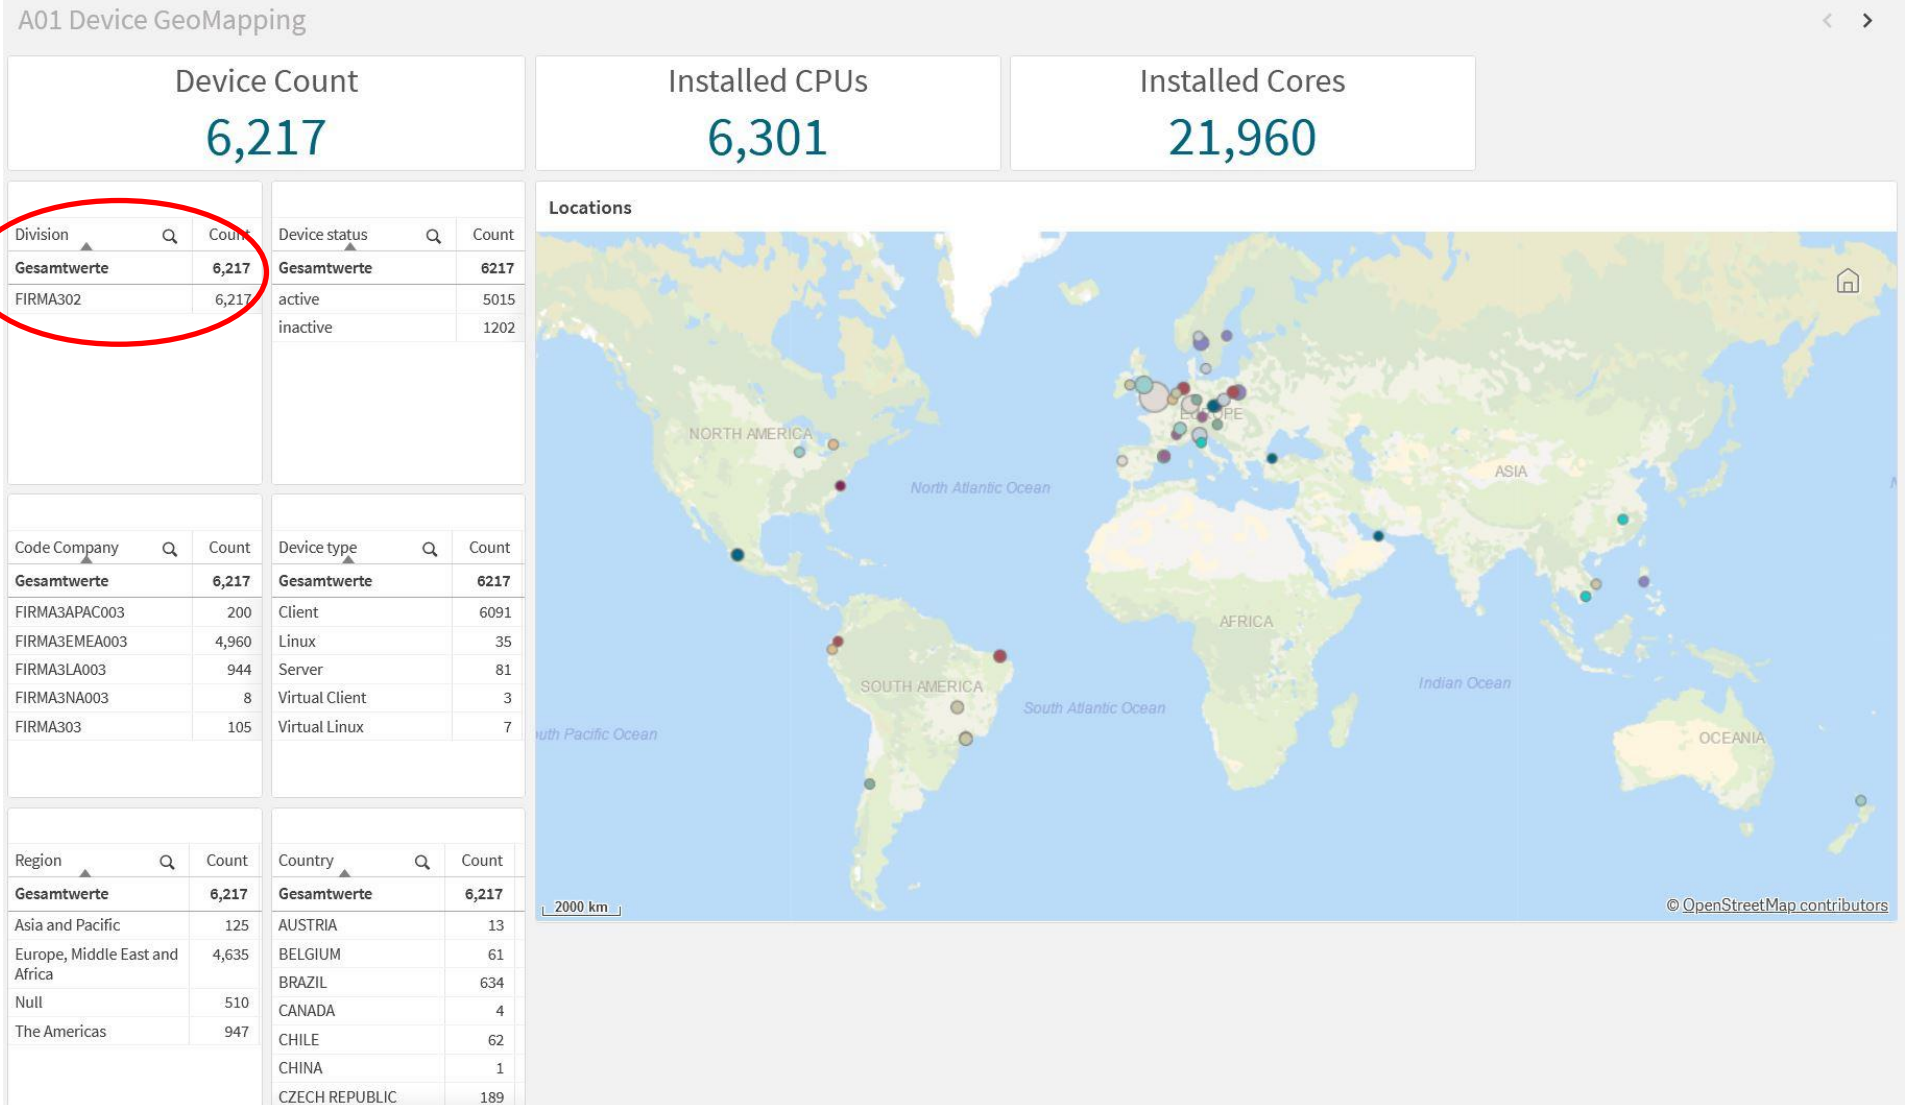 A01 Device GeoMapping
Device Count
6,217
Installed CPUs
6,301
Installed Cores
21,960
Division Count
Gesamtwerte 6,217
FIRMA302 6,217
Device status Count
Gesamtwerte 6217
active 5015
inactive 1202
Code Company Count
Gesamtwerte 6,217
FIRMA3APAC003 200
FIRMA3EMEA003 4,960
FIRMA3LA003 944
FIRMA3NA003 8
FIRMA303 105
Device type Count
Gesamtwerte 6217
Client 6091
Linux 35
Server 81
Virtual Client 3
Virtual Linux 7
Region Count
Gesamtwerte 6,217
Asia and Pacific 125
Europe, Middle East and 4,635
Africa
Null 510
The Americas 947
Country Count
Gesamtwerte 6,217
AUSTRIA 13
BELGIUM 61
BRAZIL 634
CANADA 4
CHILE 62
CHINA 1
CZECH REPUBLIC 189
Locations
NORTH AMERICA
EUROPE
ASIA
North Atlantic Ocean
AFRICA
SOUTH AMERICA
Indian Ocean
South Atlantic Ocean
uth Pacific Ocean
OCEANIA
2000 km
© OpenStreetMap contributors